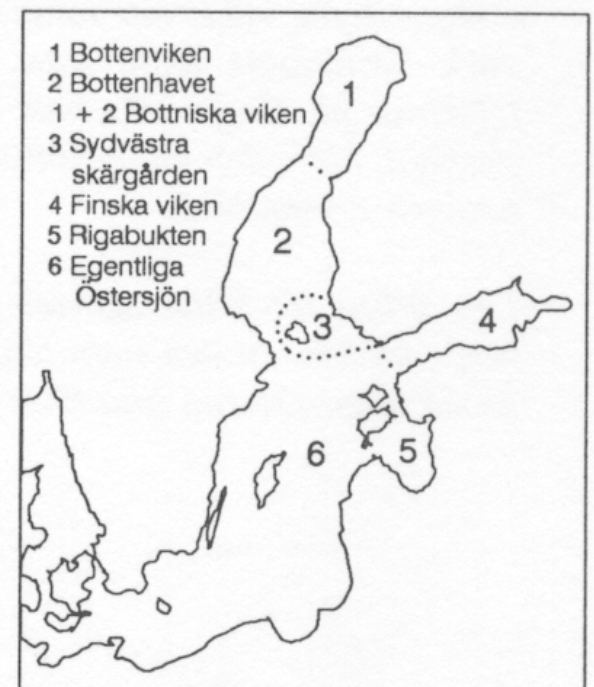 1 Bottenviken
2 Bottenhavet
1 + 2 Bottniska viken
3 Sydvästra
skärgården
4 Finska viken
5 Rigabukten
6 Egentliga
Östersjön
1
2
3
4
5
6